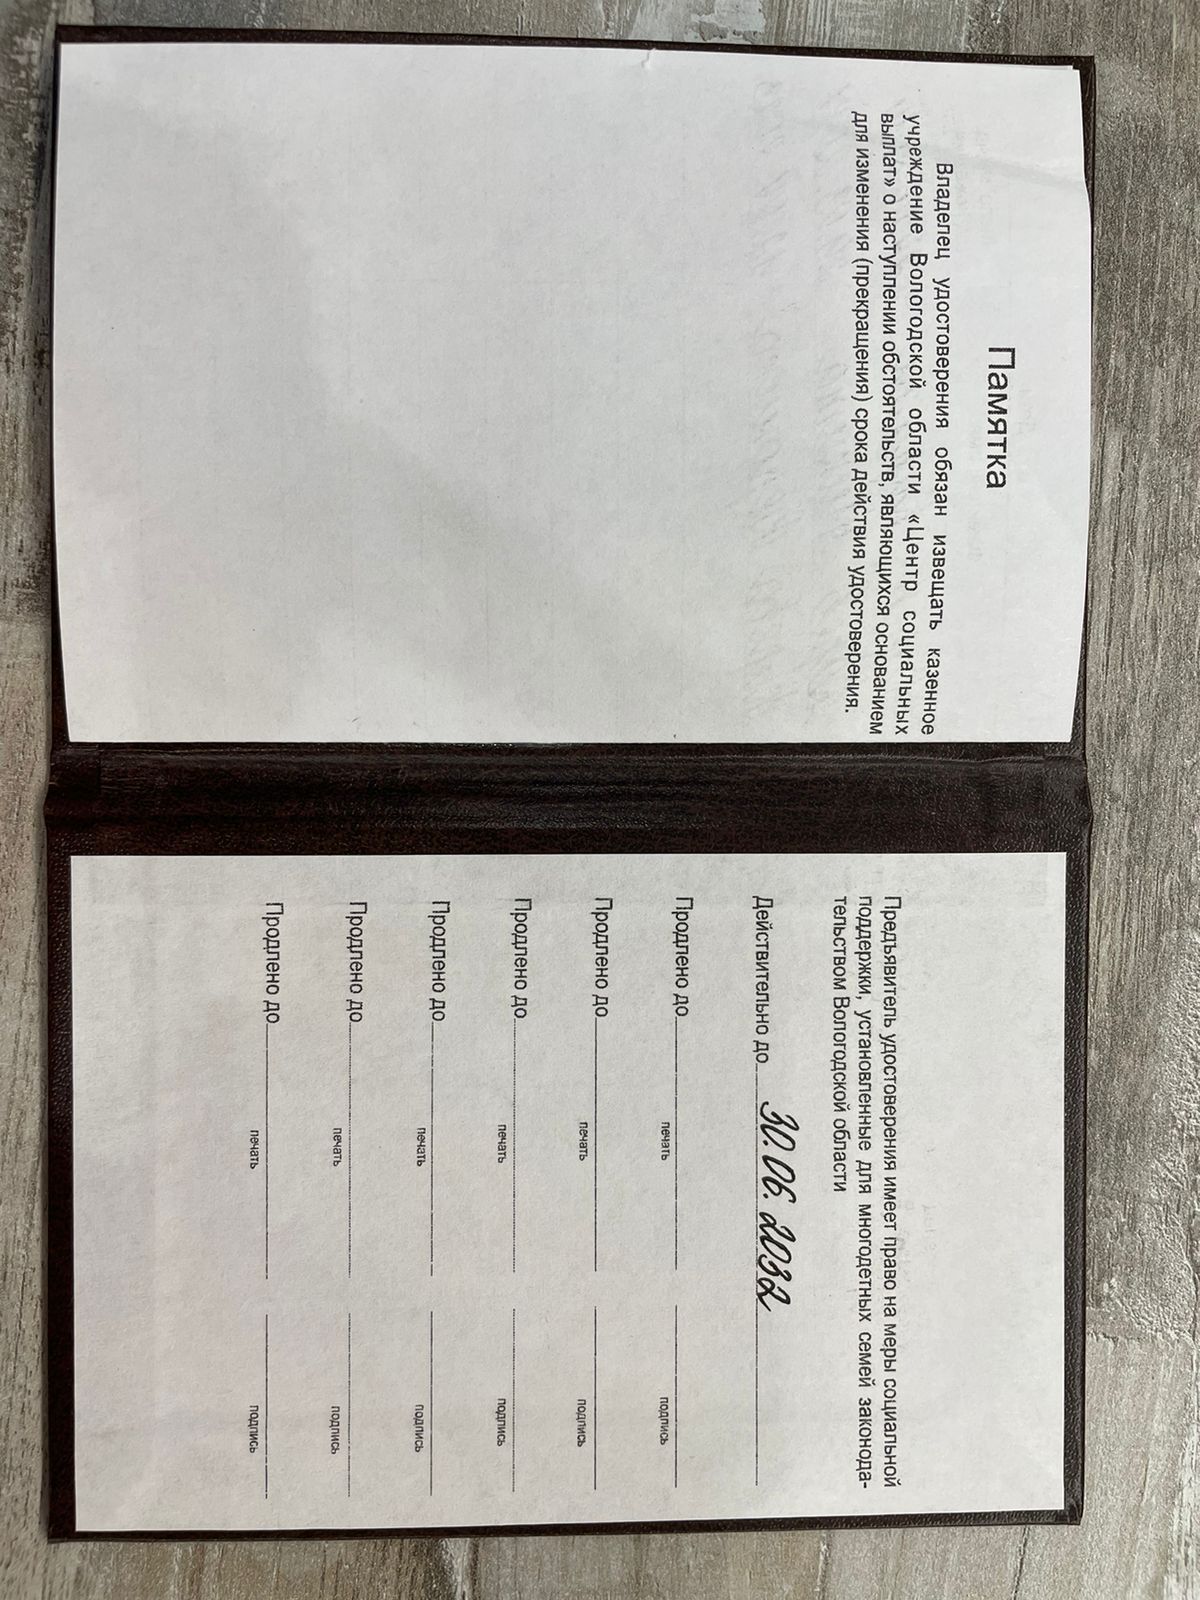 Памятка
Владелец удостоверения обязан извещать казенное
учреждение Вологодской области «Центр социальных
выплат» о наступлении обстоятельств, являющихся основанием
для изменения (прекращения) срока действия удостоверения.
Предъявитель удостоверения имеет право на меры социальной
поддержки, установленные для многодетных семей законода-
тельством Вологодской области
Действительно до 30.06.2032
Продлено до
печать подпись
Продлено до
печать подпись
Продлено до
печать подпись
Продлено до
печать подпись
Продлено до
печать подпись
Продлено до
печать подпись